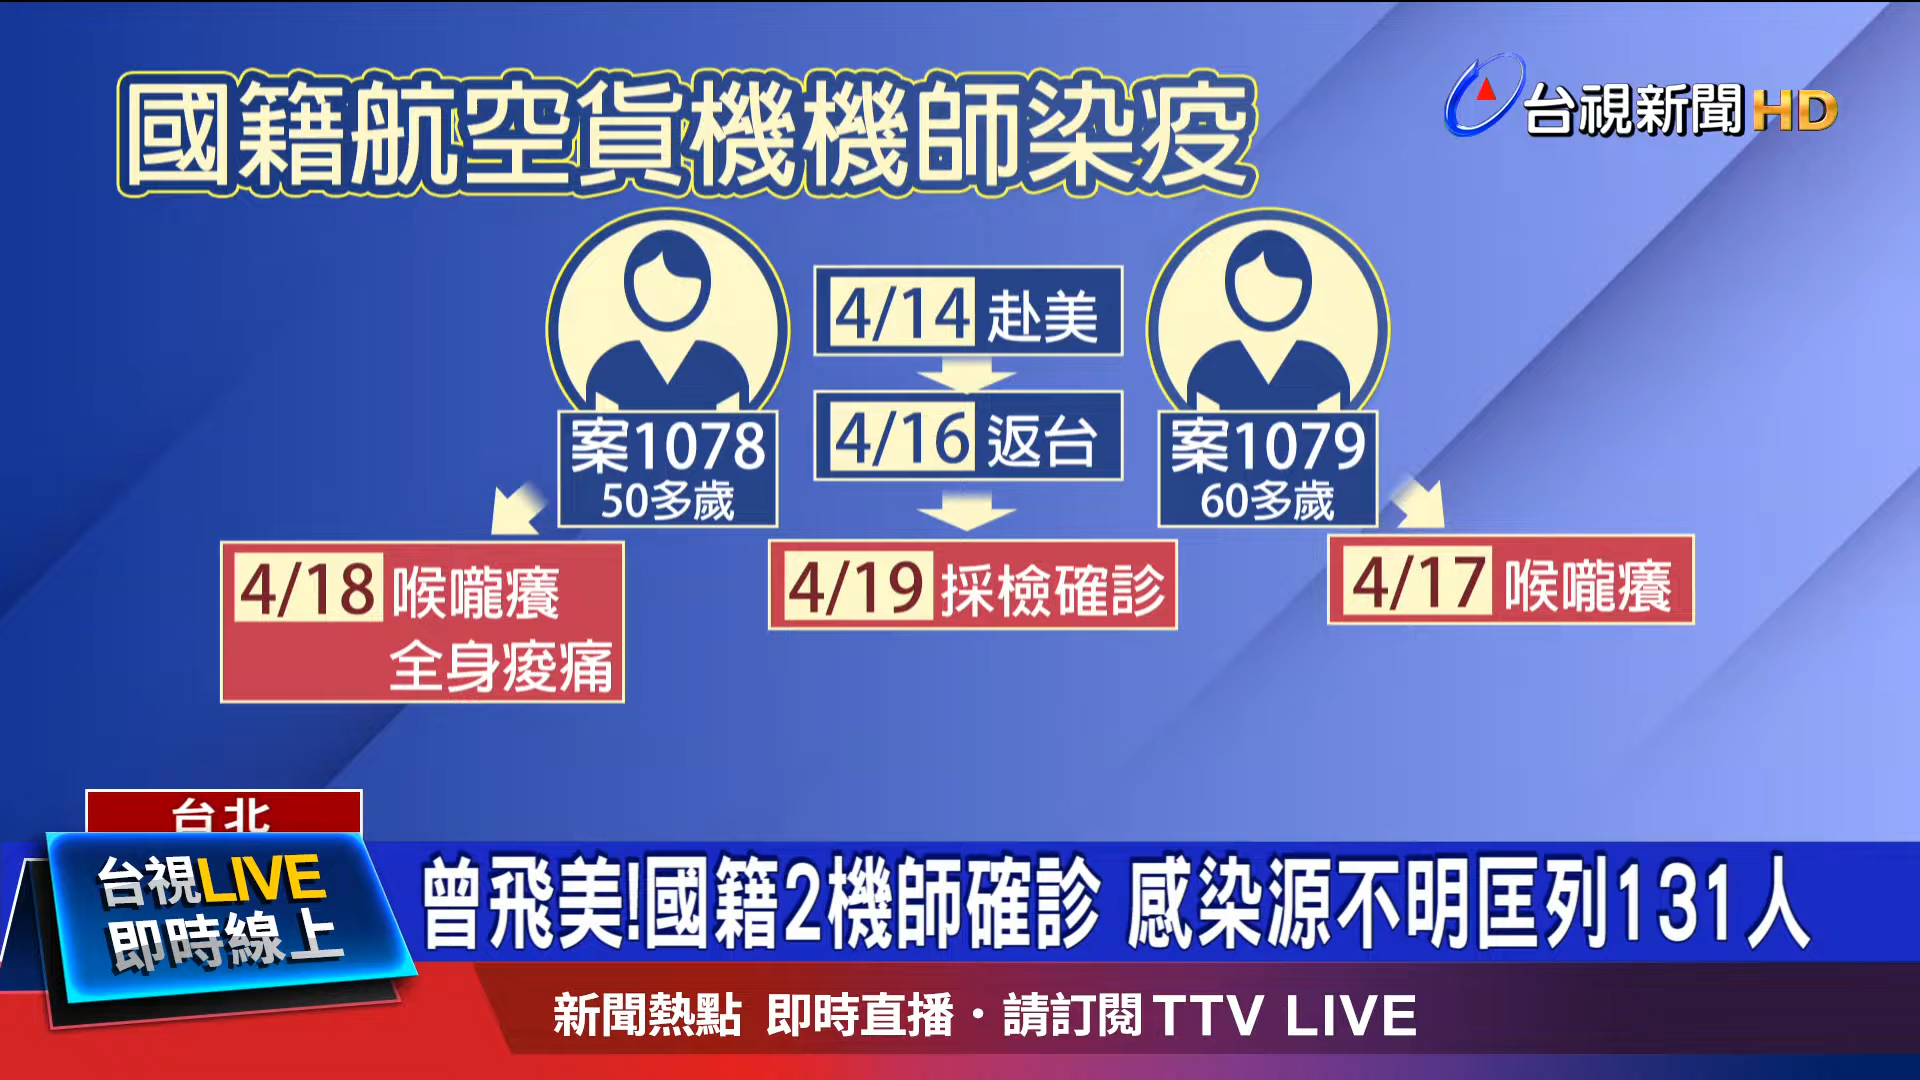 國籍航空貨機機師染疫
台視新聞HD
4/14 赴美
4/16 返台
案1078
50多歲
案1079
60多歲
4/18 喉嚨癢
全身痠痛
4/19 採檢確診
4/17 喉嚨癢
台北
台視LIVE
即時線上
曾飛美!國籍2機師確診 感染源不明匡列131人
新聞熱點 即時直播・請訂閱TTV LIVE